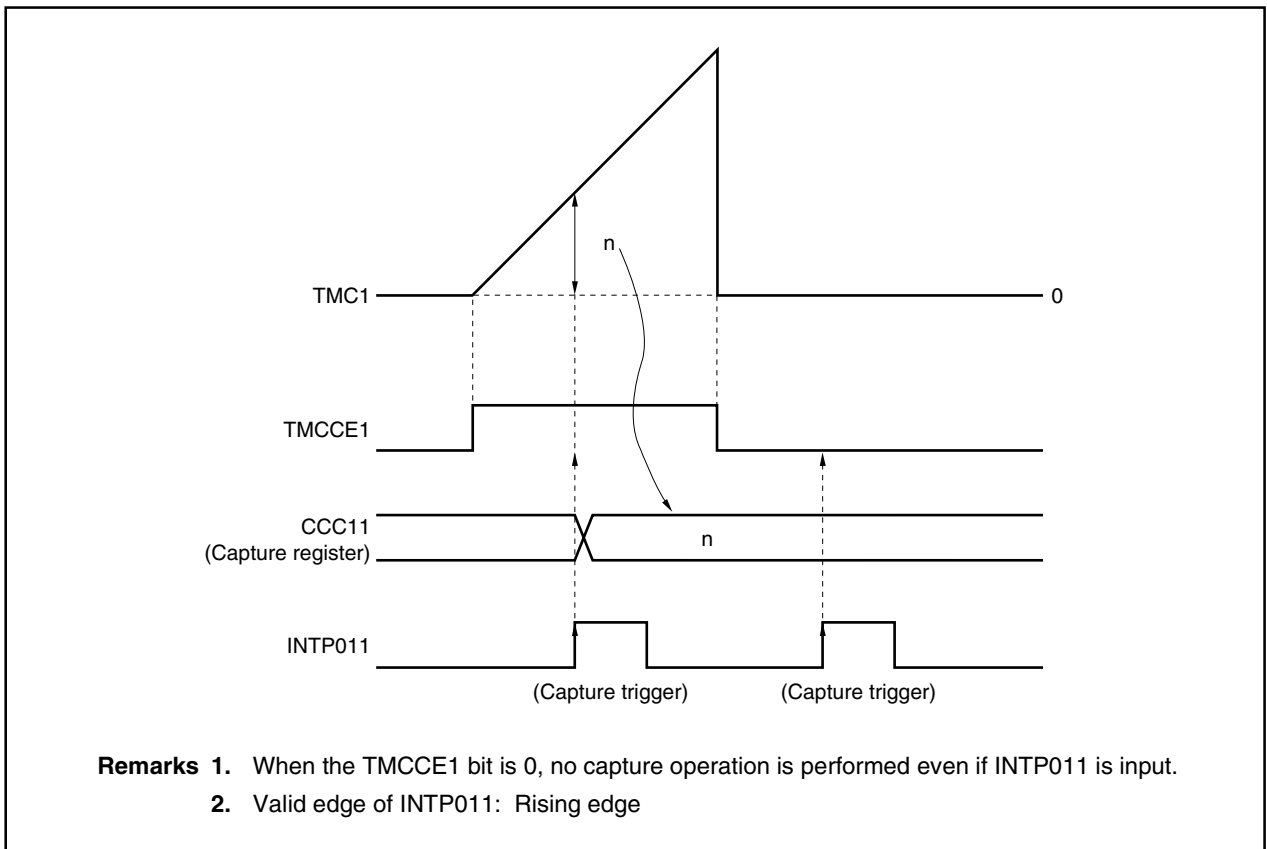 n
TMC1
0
TMCCE1
CCC11
(Capture register)
n
INTP011
(Capture trigger) (Capture trigger)
Remarks 1. When the TMCCE1 bit is 0, no capture operation is performed even if INTP011 is input.
2. Valid edge of INTP011: Rising edge